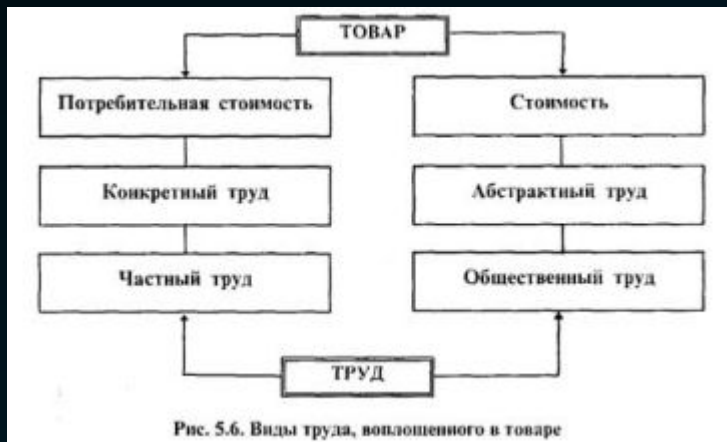 ТОВАР
Потребительная стоимость
Стоимость
Конкретный труд
Абстрактный труд
Частный труд
Общественный труд
ТРУД
Рис. 5.6. Виды труда, воплощенного в товаре